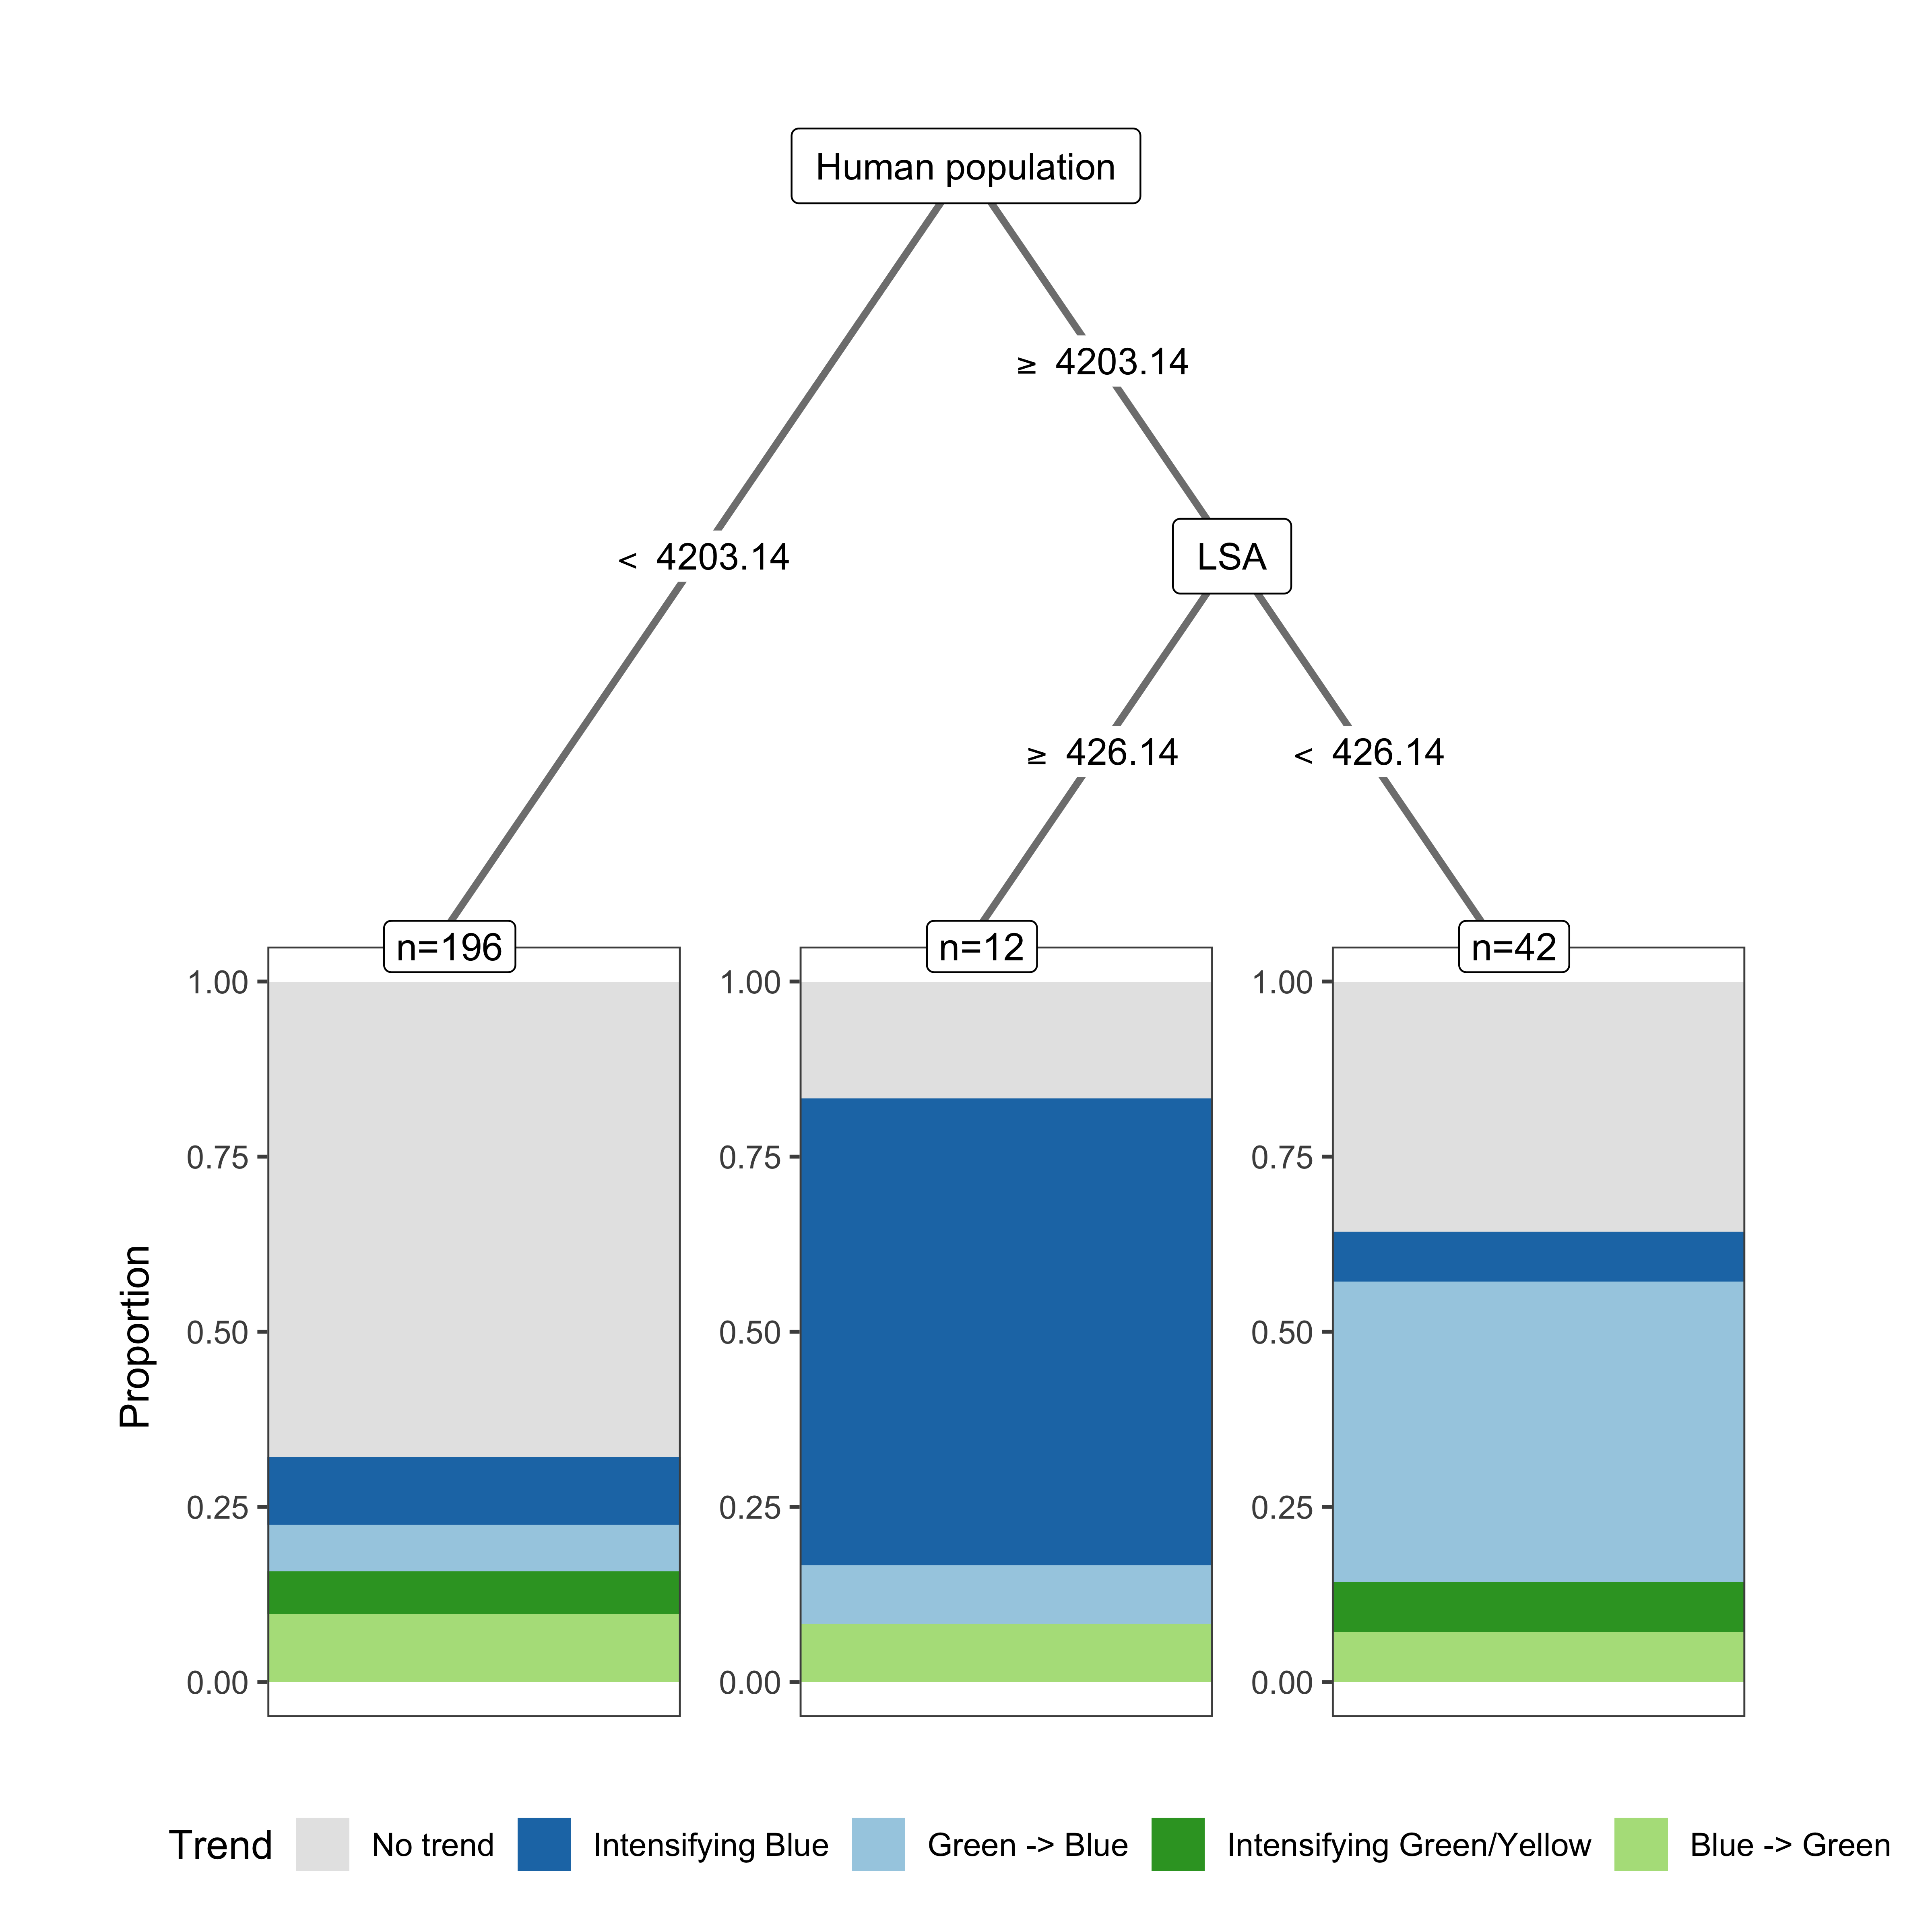 Human population
≥ 4203.14
< 4203.14
LSA
≥ 426.14
< 426.14
n=196
n=12
n=42
1.00
0.75
0.50
0.25
0.00
1.00
0.75
0.50
0.25
0.00
1.00
0.75
0.50
0.25
0.00
Proportion
Trend No trend Intensifying Blue Green -> Blue Intensifying Green/Yellow Blue -> Green